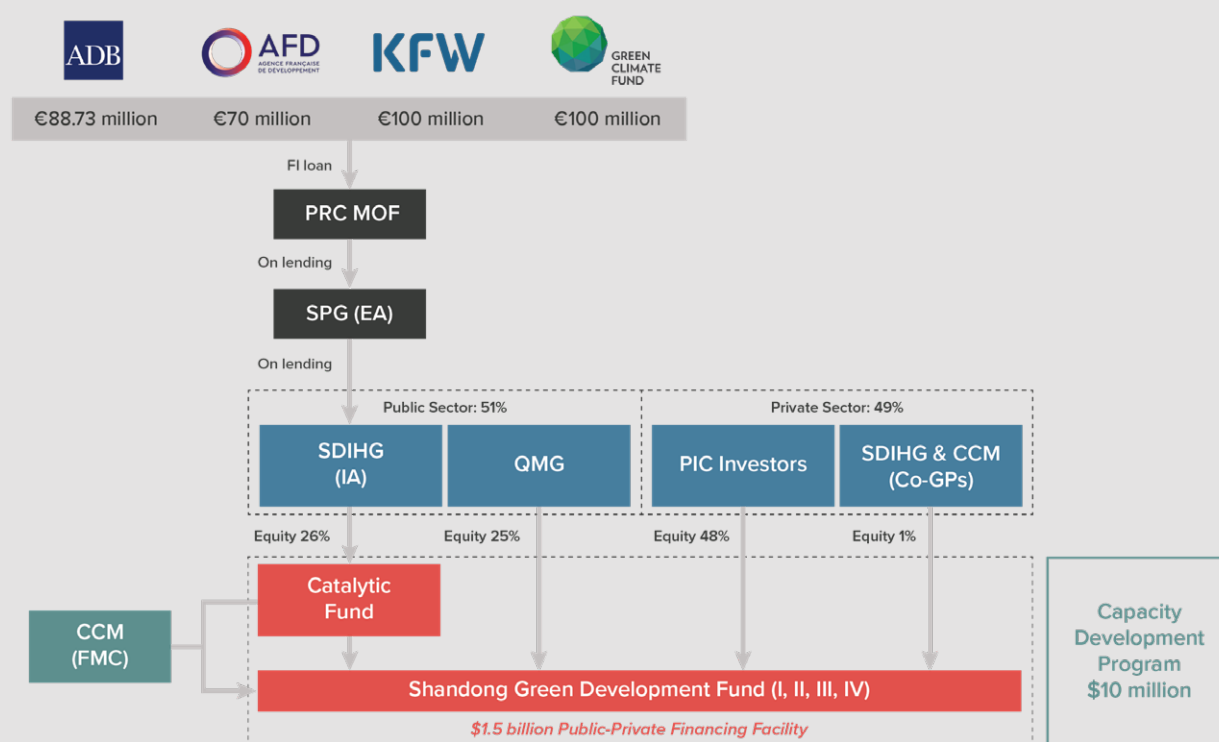 ADB
AFD
AGENCE FRANÇAISE
DE DÉVELOPPEMENT
KFW
GREEN
CLIMATE
FUND
€88.73 million
€70 million
€100 million
€100 million
FI loan
PRC MOF
On lending
SPG (EA)
On lending
Public Sector: 51%
Private Sector: 49%
SDIHG
(IA)
QMG
PIC Investors
SDIHG & CCM
(Co-GPs)
Equity 26%
Equity 25%
Equity 48%
Equity 1%
Catalytic
Fund
CCM
(FMC)
Shandong Green Development Fund (I, II, III, IV)
$1.5 billion Public-Private Financing Facility
Capacity
Development
Program
$10 million